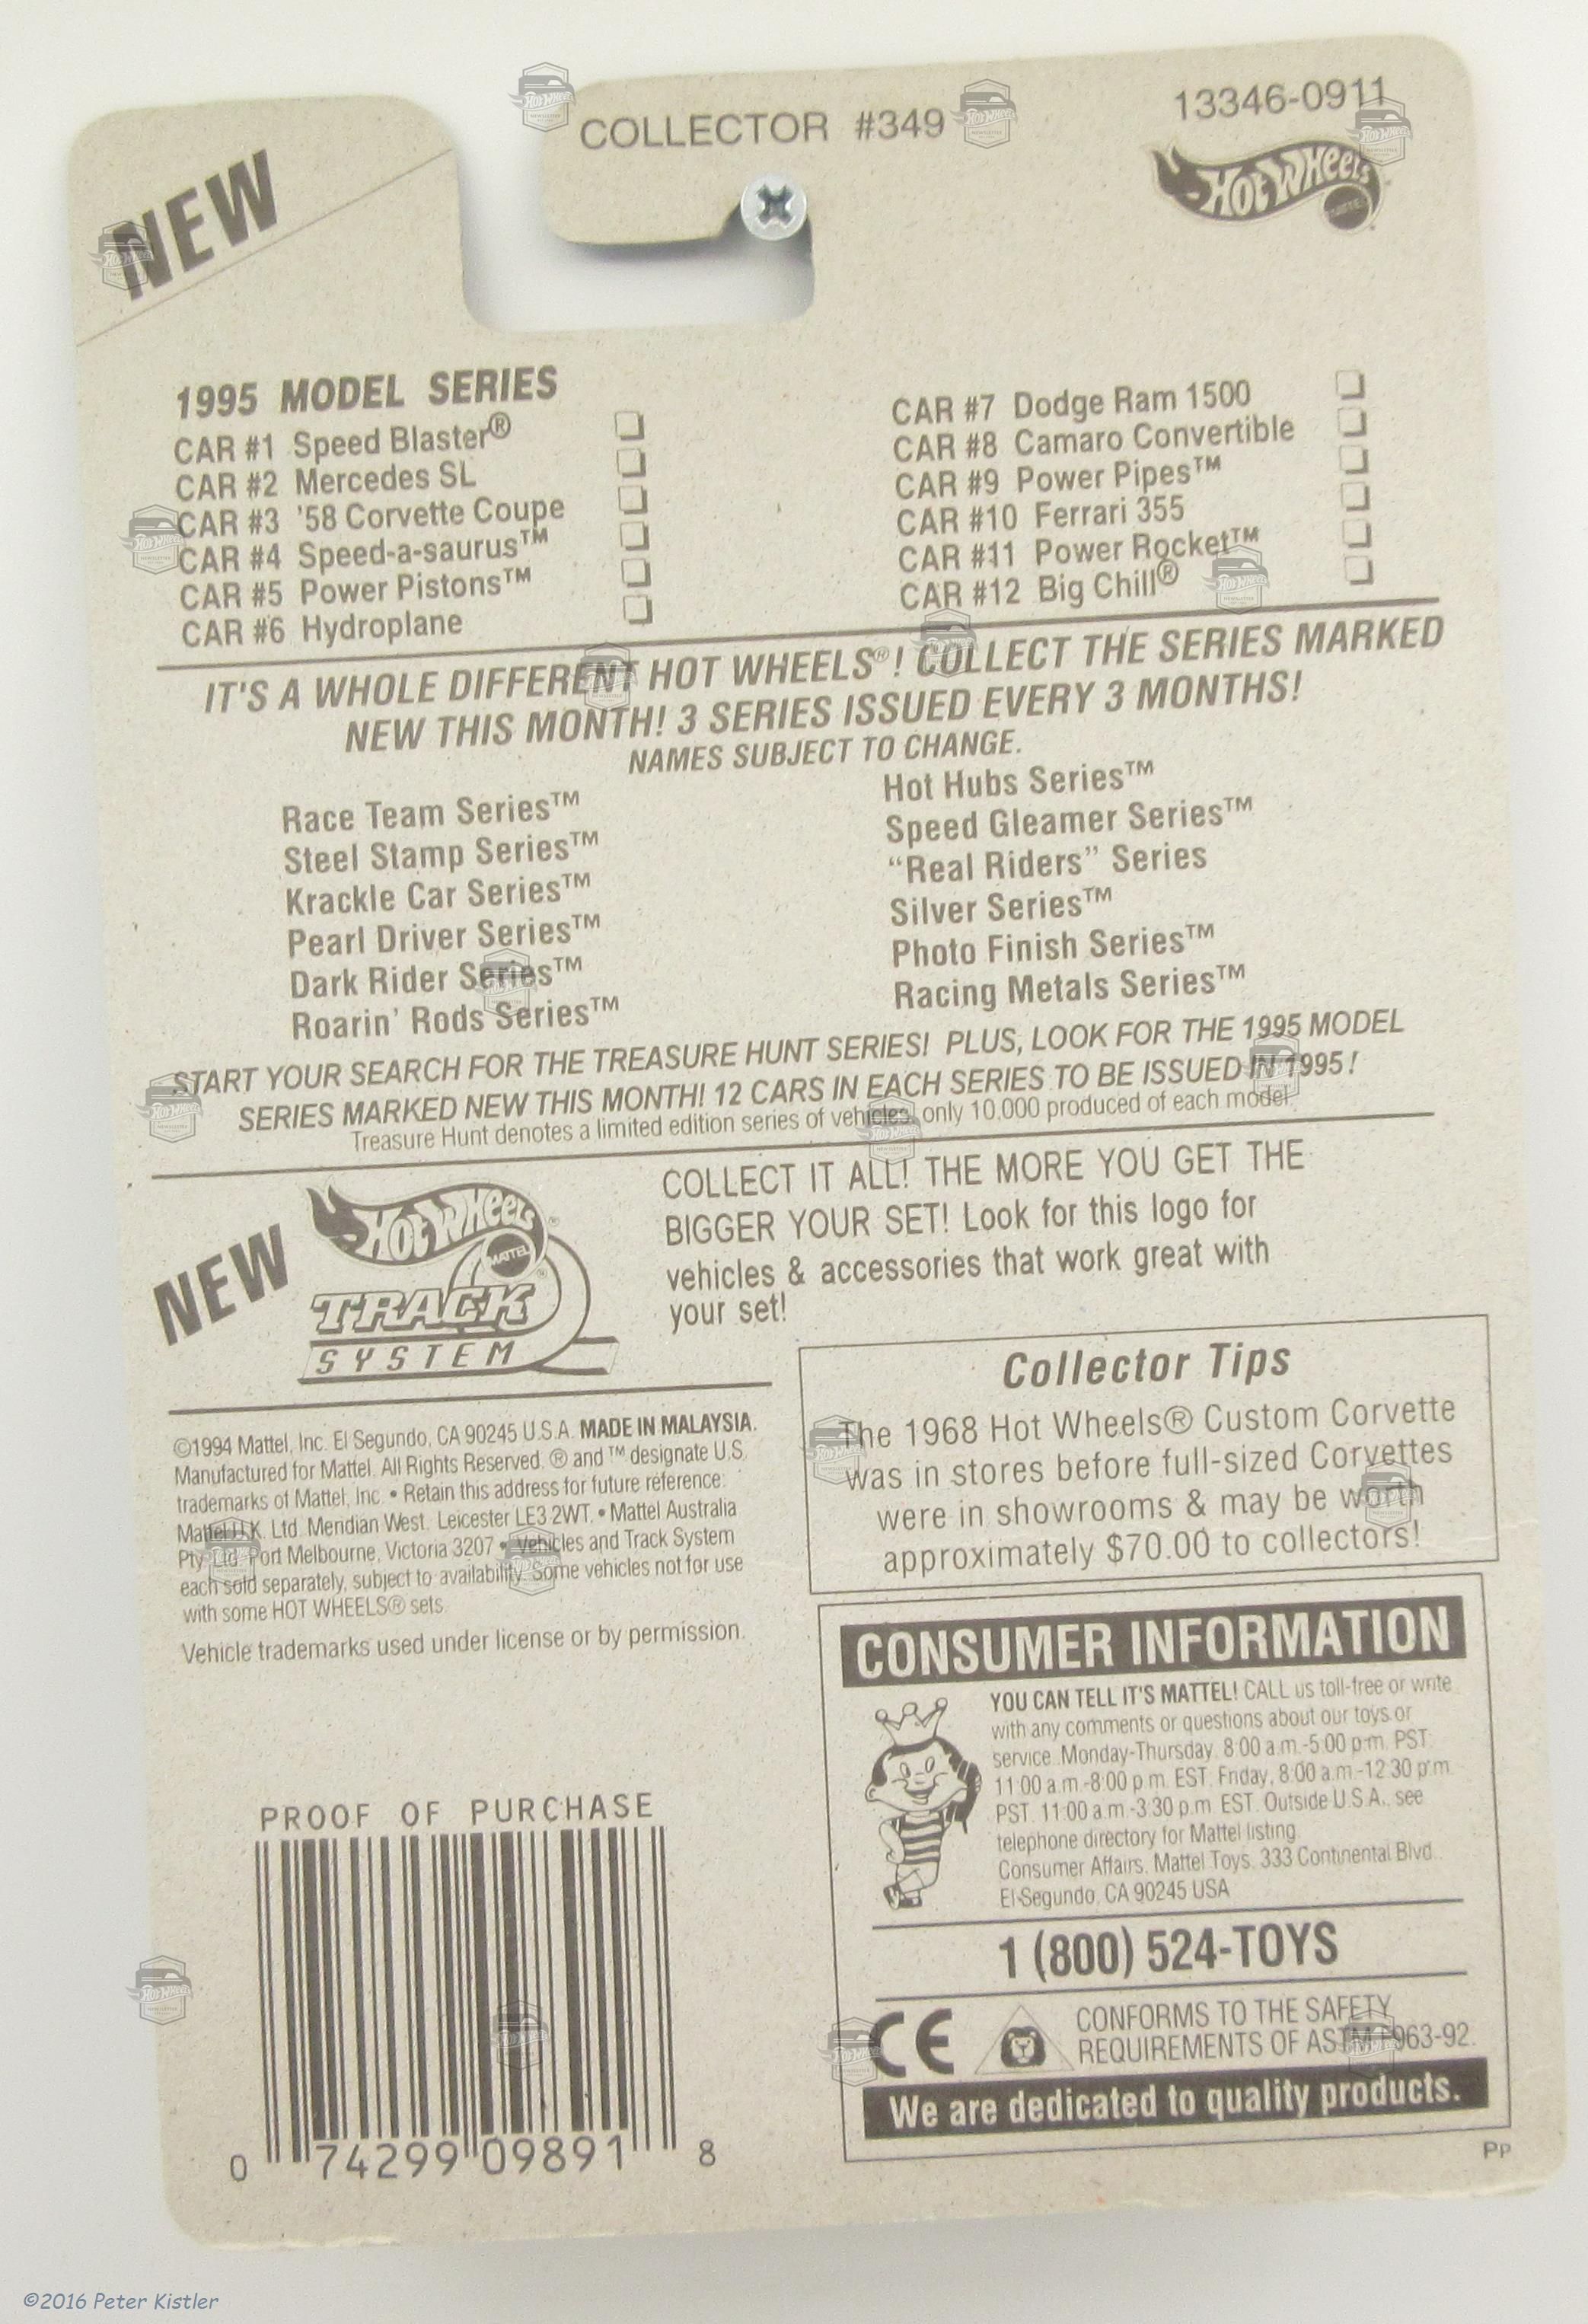 COLLECTOR #349
13346-0911
HOT WHEELS
MATTEL
NEW
1995 MODEL SERIES
CAR #1 Speed Blaster®
CAR #2 Mercedes SL
CAR #3 '58 Corvette Coupe
CAR #4 Speed-a-saurus™
CAR #5 Power Pistons™
CAR #6 Hydroplane
CAR #7 Dodge Ram 1500
CAR #8 Camaro Convertible
CAR #9 Power Pipes™
CAR #10 Ferrari 355
CAR #11 Power Rocket™
CAR #12 Big Chill®
IT'S A WHOLE DIFFERENT HOT WHEELS®! COLLECT THE SERIES MARKED
NEW THIS MONTH! 3 SERIES ISSUED EVERY 3 MONTHS!
NAMES SUBJECT TO CHANGE.
Race Team Series™
Steel Stamp Series™
Krackle Car Series™
Pearl Driver Series™
Dark Rider Series™
Roarin' Rods Series™
Hot Hubs Series™
Speed Gleamer Series™
“Real Riders” Series
Silver Series™
Photo Finish Series™
Racing Metals Series™
START YOUR SEARCH FOR THE TREASURE HUNT SERIES! PLUS, LOOK FOR THE 1995 MODEL
SERIES MARKED NEW THIS MONTH! 12 CARS IN EACH SERIES TO BE ISSUED IN 1995!
Treasure Hunt denotes a limited edition series of vehicles, only 10,000 produced of each model
NEW
HOT WHEELS®
MATTEL
TRACK
SYSTEM
COLLECT IT ALL! THE MORE YOU GET THE
BIGGER YOUR SET! Look for this logo for
vehicles & accessories that work great with
your set!
Collector Tips
The 1968 Hot Wheels® Custom Corvette
was in stores before full-sized Corvettes
were in showrooms & may be worth
approximately $70.00 to collectors!
©1994 Mattel, Inc. El Segundo, CA 90245 U.S.A. MADE IN MALAYSIA.
Manufactured for Mattel. All Rights Reserved. ® and ™ designate U.S.
trademarks of Mattel, Inc. • Retain this address for future reference:
Mattel U.K. Ltd. Meridian West. Leicester LE3 2WT. • Mattel Australia
Pty. Ltd. Port Melbourne, Victoria 3207 • Vehicles and Track System
each sold separately, subject to availability. Some vehicles not for use
with some HOT WHEELS® sets.
Vehicle trademarks used under license or by permission.
CONSUMER INFORMATION
YOU CAN TELL IT'S MATTEL! CALL us toll-free or write
with any comments or questions about our toys or
service. Monday-Thursday, 8:00 a.m.-5:00 p.m. PST.
11:00 a.m.-8:00 p.m. EST. Friday, 8:00 a.m.-12:30 p.m.
PST. 11:00 a.m.-3:30 p.m. EST. Outside U.S.A., see
telephone directory for Mattel listing.
Consumer Affairs, Mattel Toys, 333 Continental Blvd.
El Segundo, CA 90245 USA
1 (800) 524-TOYS
CE
CONFORMS TO THE SAFETY
REQUIREMENTS OF ASTM F963-92.
We are dedicated to quality products.
PROOF OF PURCHASE
0 74299 09891 8
PP
©2016 Peter Kistler